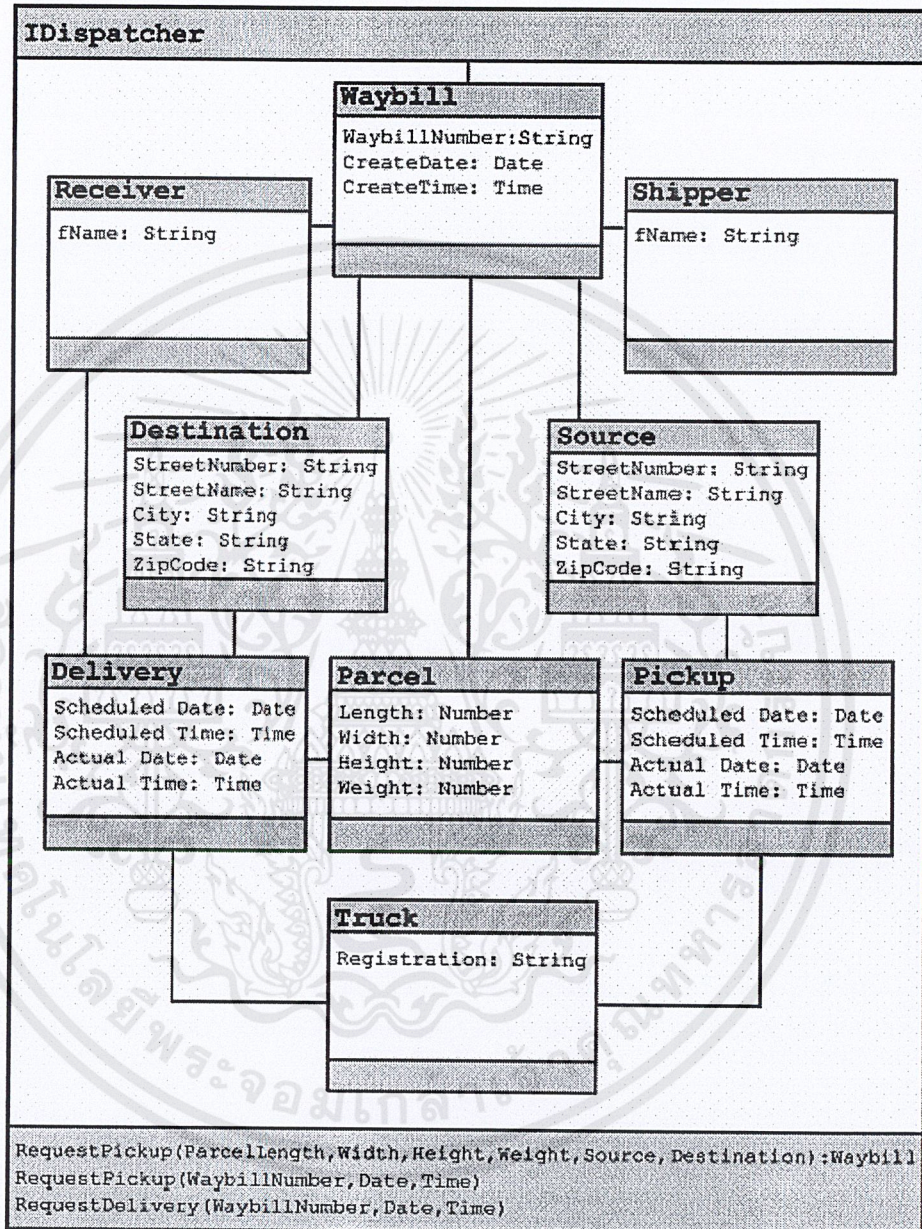 IDispatcher
Waybill
WaybillNumber:String
CreateDate: Date
CreateTime: Time
Receiver
fName: String
Shipper
fName: String
Destination
StreetNumber: String
StreetName: String
City: String
State: String
ZipCode: String
Source
StreetNumber: String
StreetName: String
City: String
State: String
ZipCode: String
Delivery
Scheduled Date: Date
Scheduled Time: Time
Actual Date: Date
Actual Time: Time
Parcel
Length: Number
Width: Number
Height: Number
Weight: Number
Pickup
Scheduled Date: Date
Scheduled Time: Time
Actual Date: Date
Actual Time: Time
Truck
Registration: String
RequestPickup(ParcelLength,Width,Height,Weight,Source,Destination):Waybill
RequestPickup(WaybillNumber,Date,Time)
RequestDelivery(WaybillNumber,Date,Time)